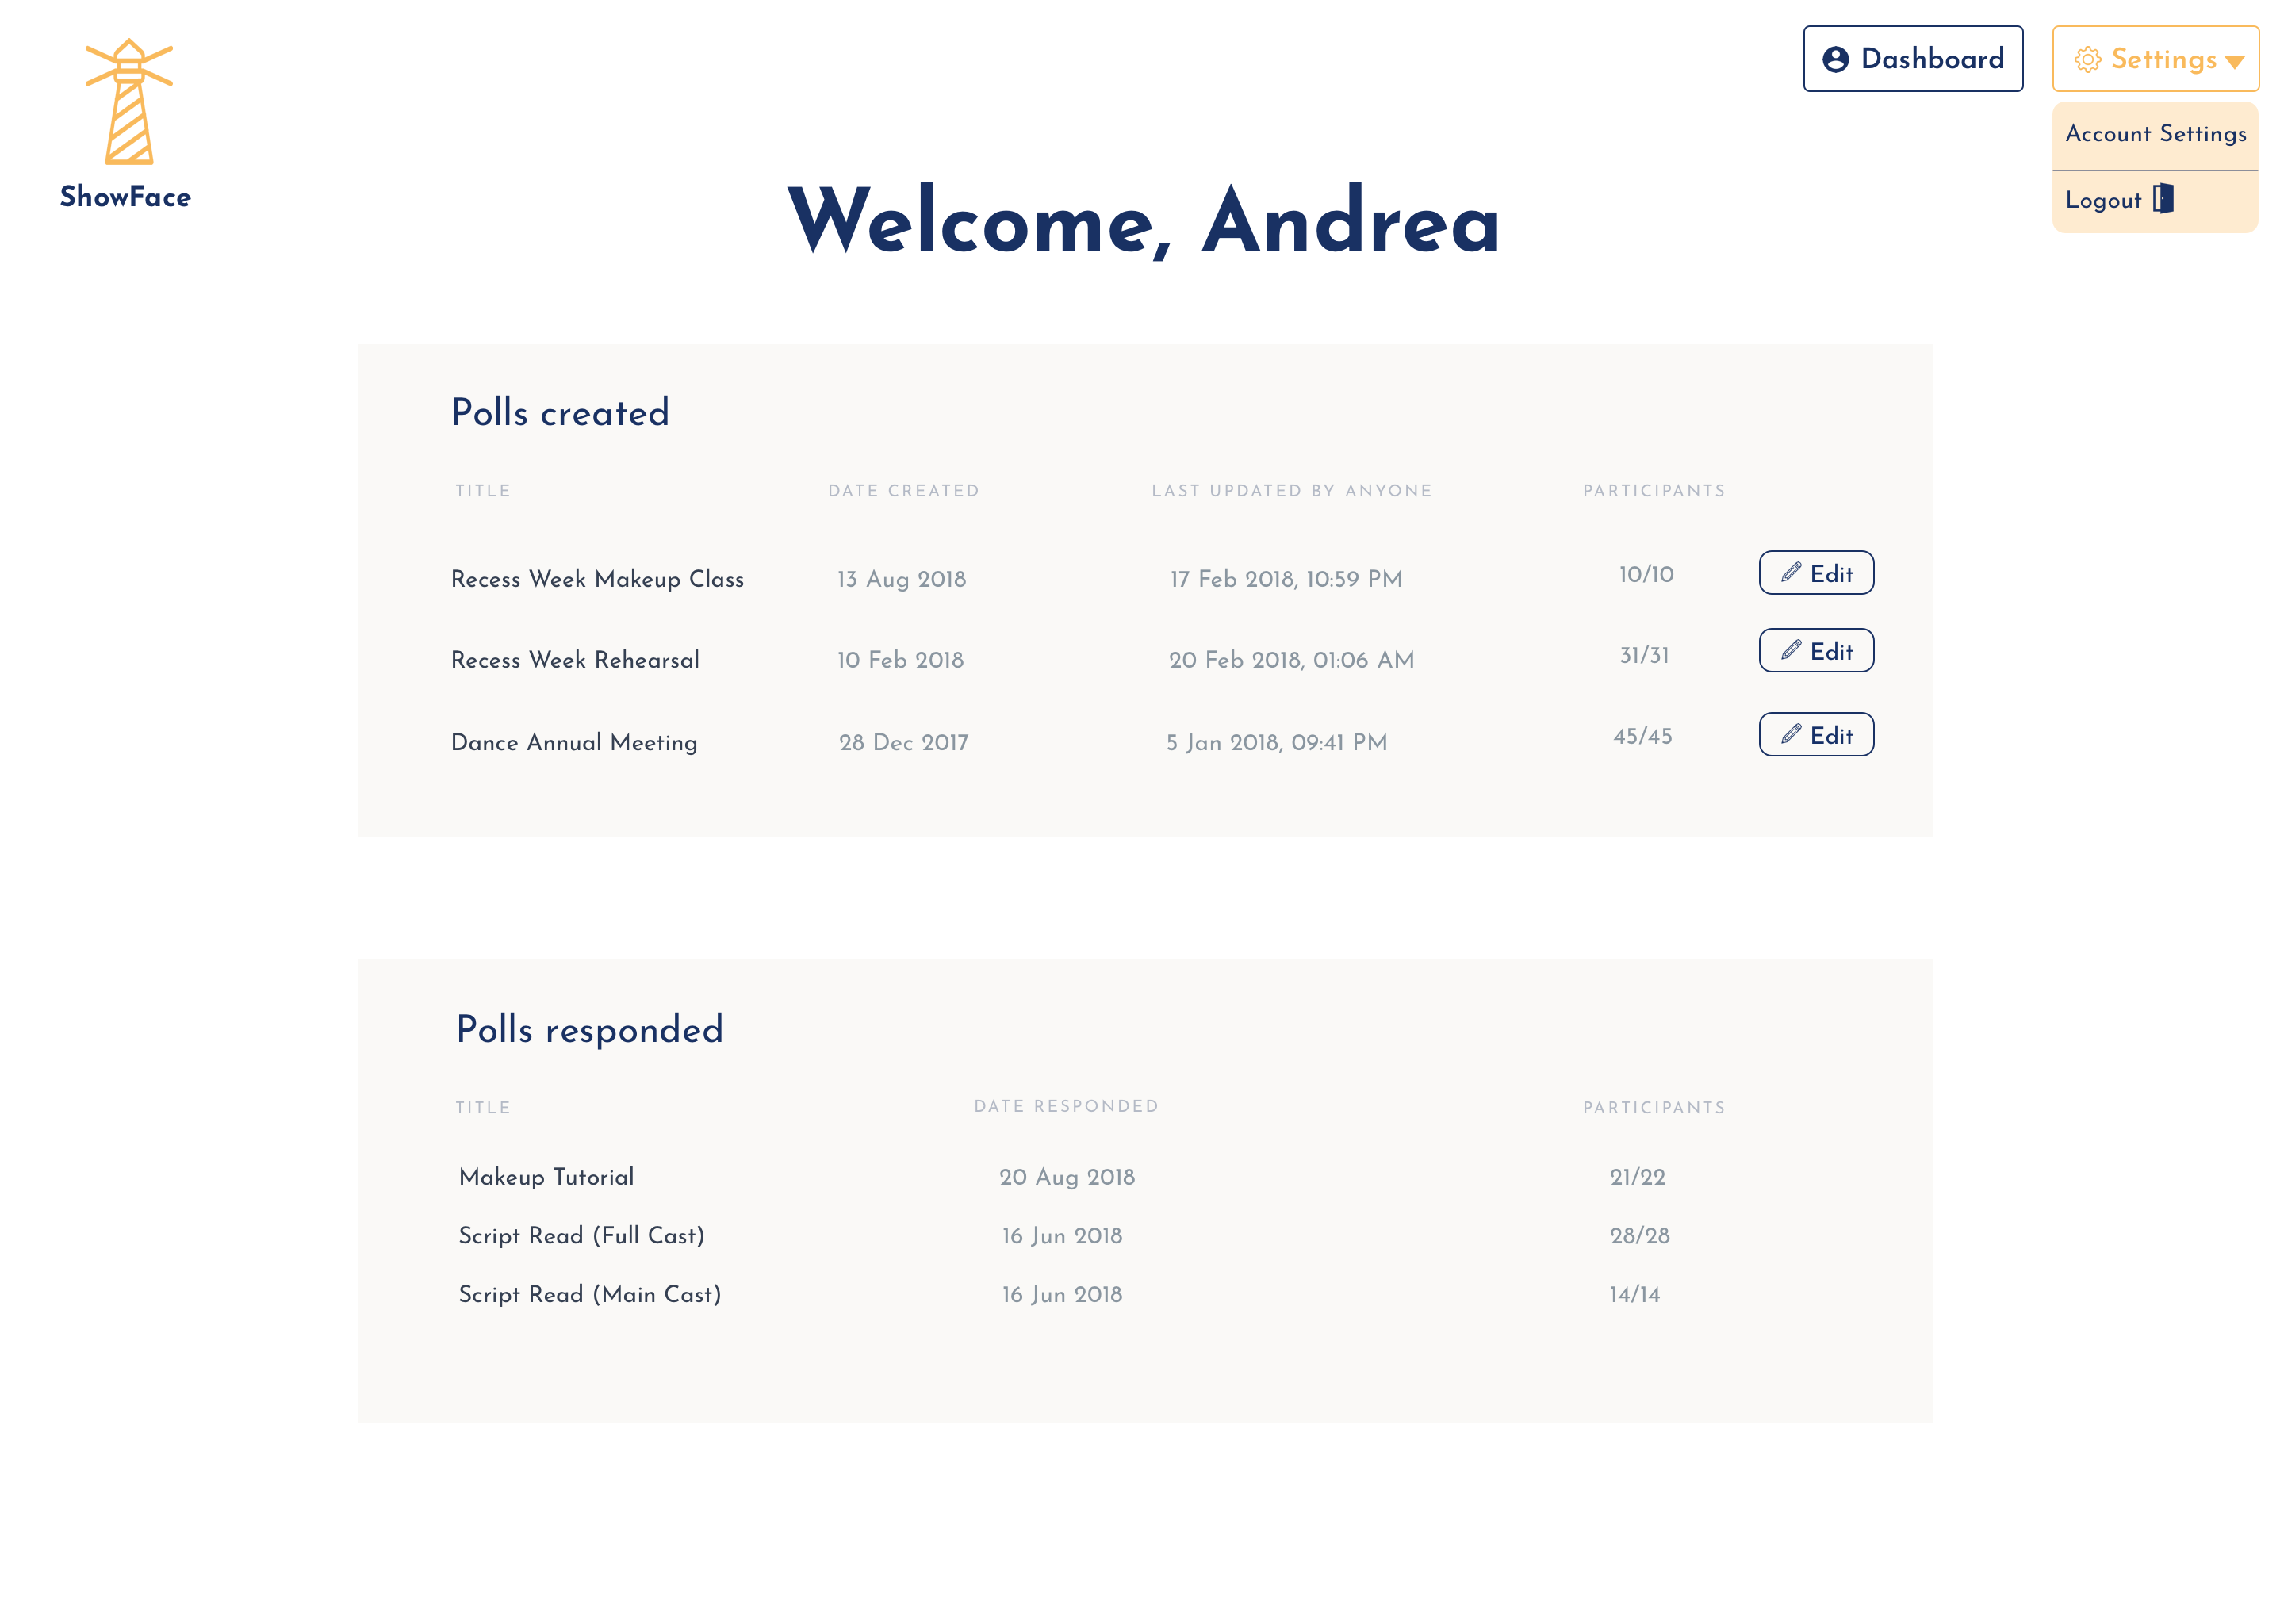 Dashboard
Settings
Account Settings
Logout
ShowFace
Welcome, Andrea
Polls created
TITLE DATE CREATED LAST UPDATED BY ANYONE PARTICIPANTS
Recess Week Makeup Class 13 Aug 2018 17 Feb 2018, 10:59 PM 10/10 Edit
Recess Week Rehearsal 10 Feb 2018 20 Feb 2018, 01:06 AM 31/31 Edit
Dance Annual Meeting 28 Dec 2017 5 Jan 2018, 09:41 PM 45/45 Edit
Polls responded
TITLE DATE RESPONDED PARTICIPANTS
Makeup Tutorial 20 Aug 2018 21/22
Script Read (Full Cast) 16 Jun 2018 28/28
Script Read (Main Cast) 16 Jun 2018 14/14